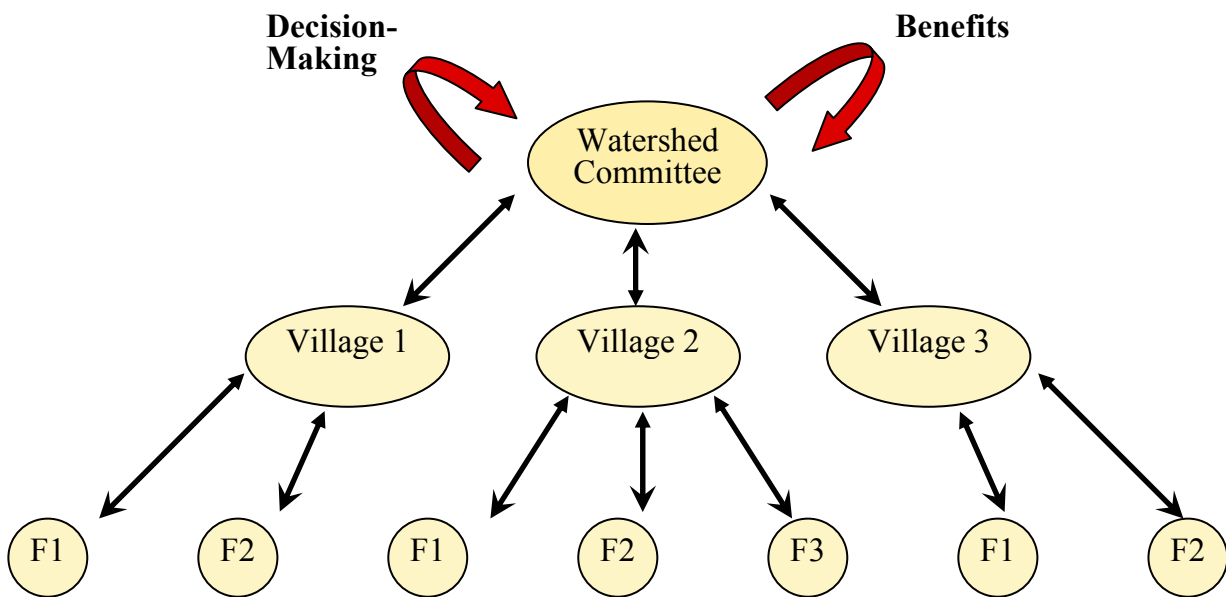 Decision-
Making
Benefits
Watershed
Committee
Village 1
Village 2
Village 3
F1
F2
F1
F2
F3
F1
F2